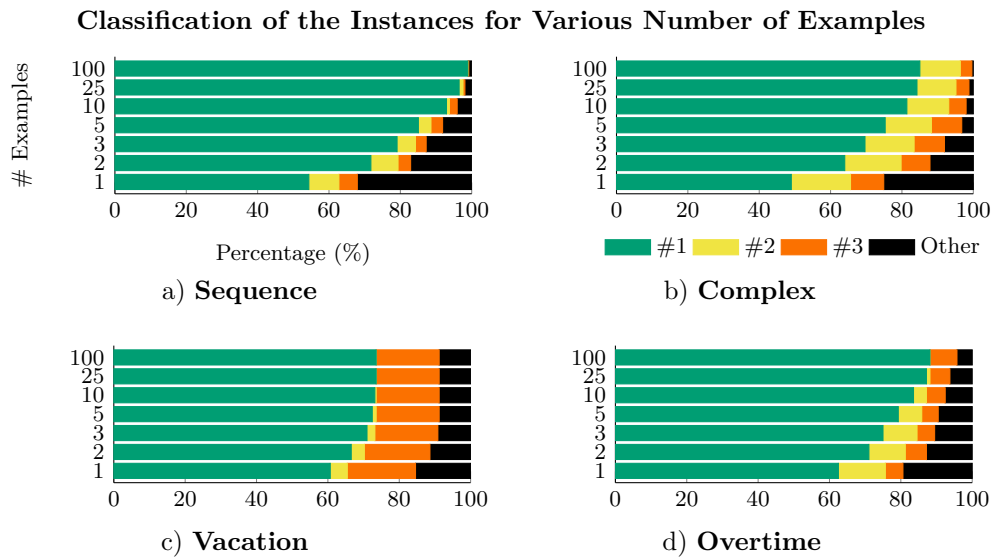 Classification of the Instances for Various Number of Examples
# Examples
100
25
10
5
3
2
1
0 20 40 60 80 100
Percentage (%)
a) Sequence
100
25
10
5
3
2
1
0 20 40 60 80 100
#1 #2 #3 Other
b) Complex
100
25
10
5
3
2
1
0 20 40 60 80 100
c) Vacation
100
25
10
5
3
2
1
0 20 40 60 80 100
d) Overtime